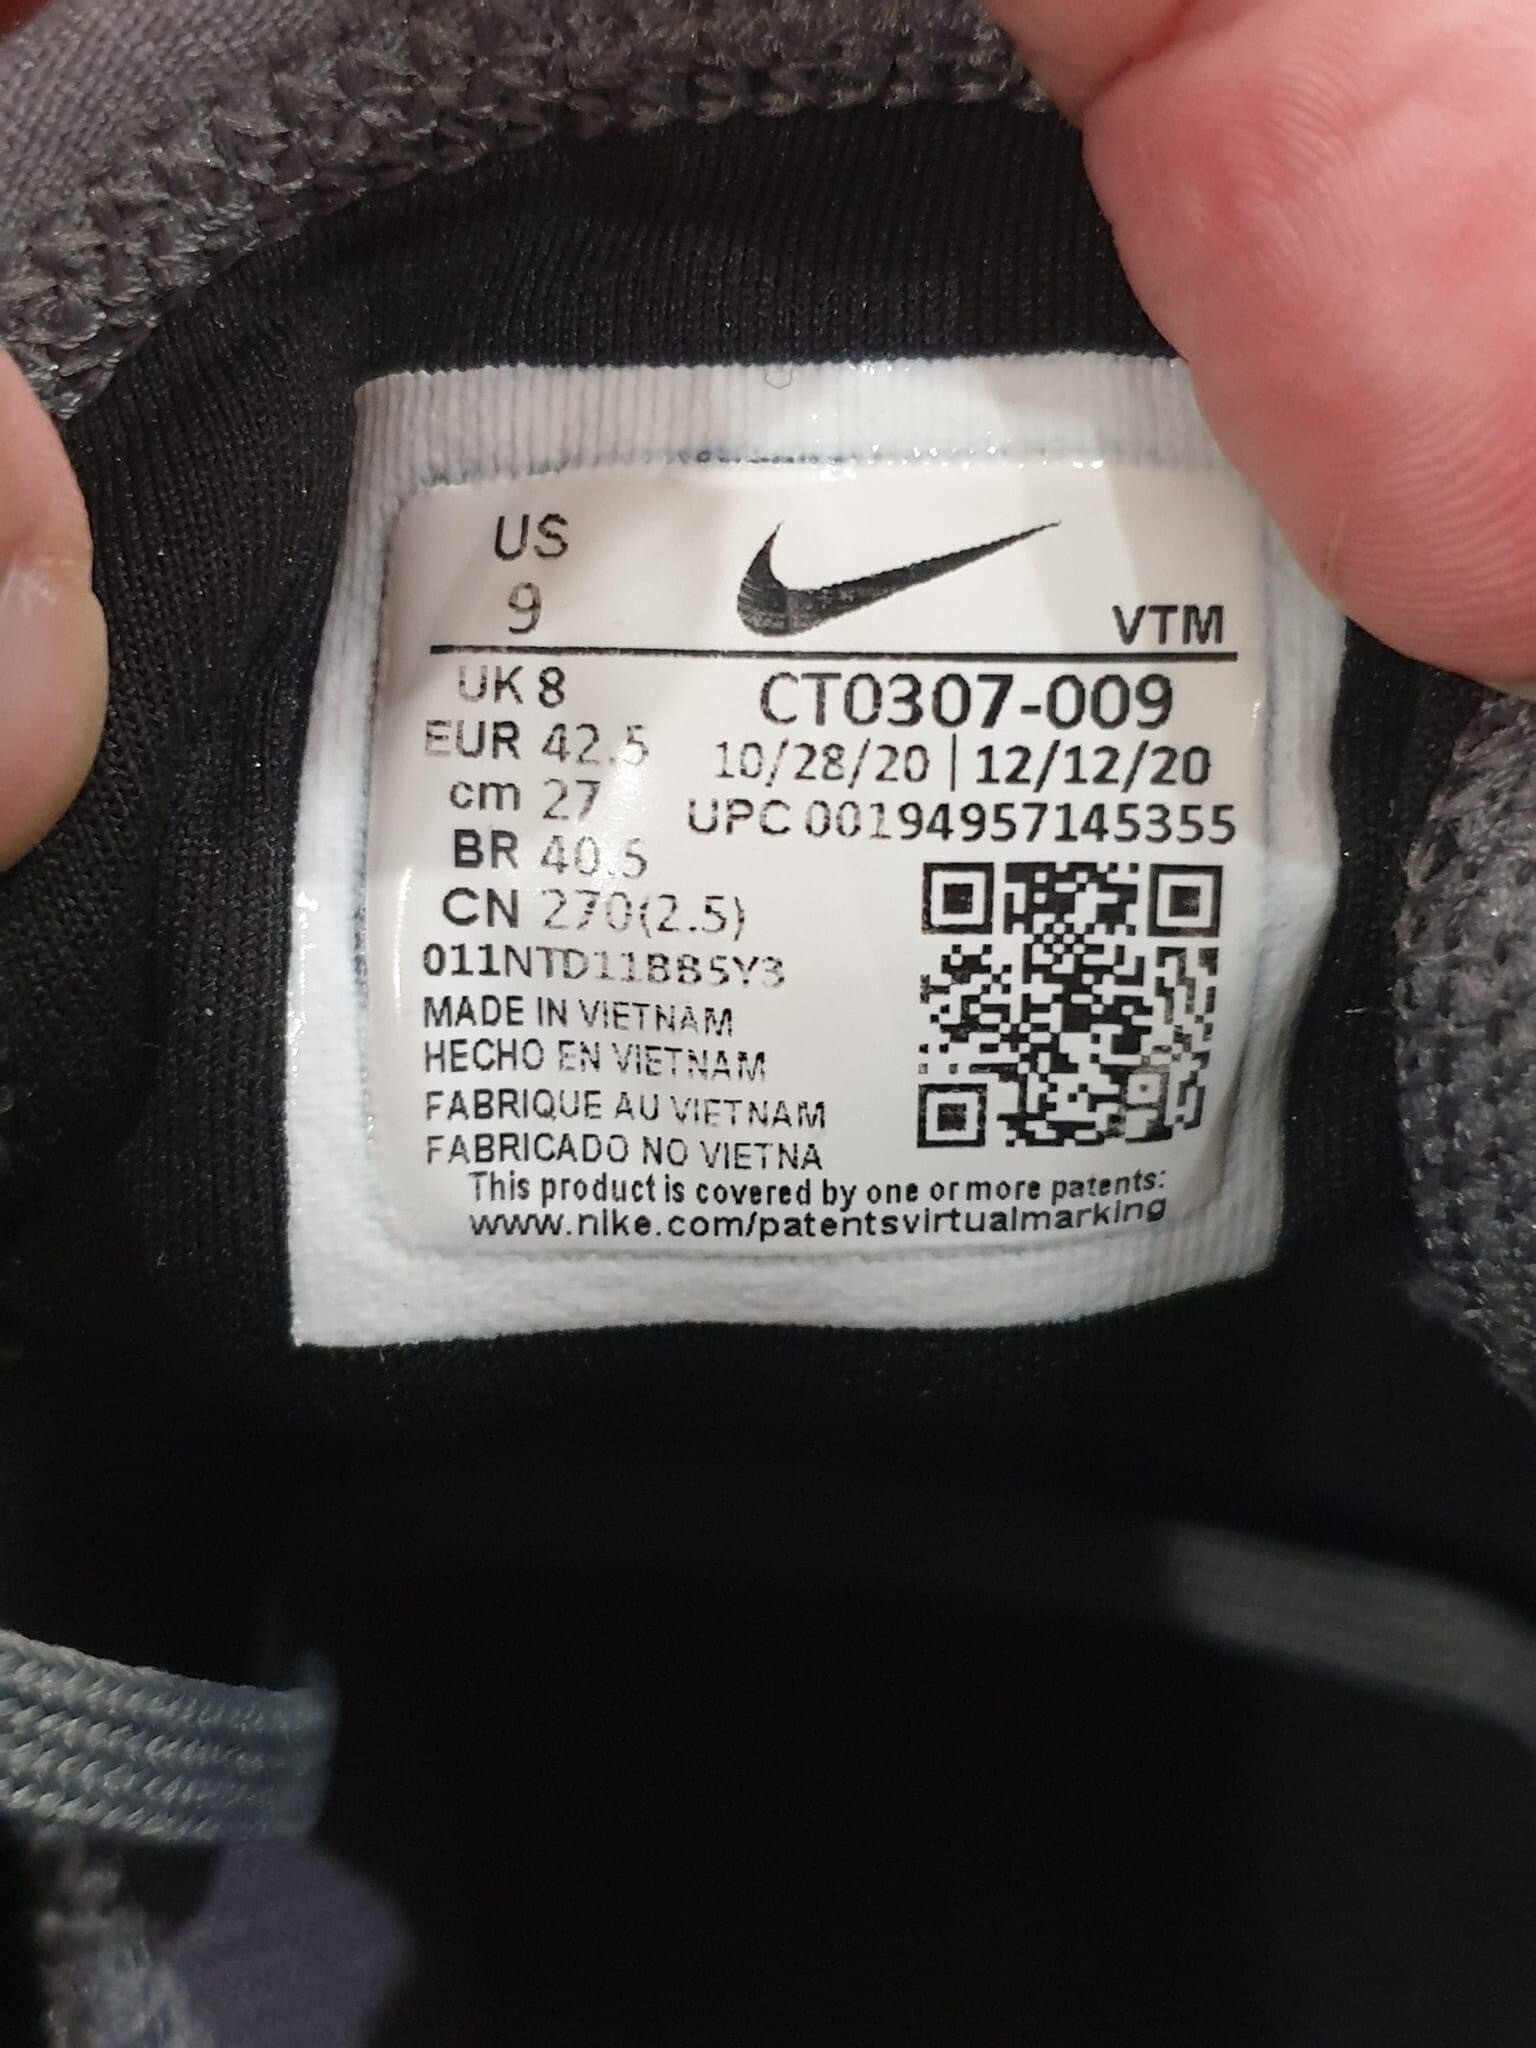 US
9
VTM
UK 8
EUR 42.5
cm 27
BR 40.5
CN 270(2.5)
CT0307-009
10/28/20 | 12/12/20
UPC 00194957145355
011NTD11BB5Y3
MADE IN VIETNAM
HECHO EN VIETNAM
FABRIQUE AU VIETNAM
FABRICADO NO VIETNA
This product is covered by one or more patents:
www.nike.com/patentsvirtualmarking